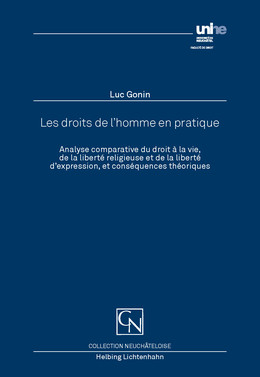 unine
UNIVERSITÉ DE
NEUCHÂTEL
FACULTÉ DE DROIT
Luc Gonin
Les droits de l'homme en pratique
Analyse comparative du droit à la vie,
de la liberté religieuse et de la liberté
d'expression, et conséquences théoriques
CN
COLLECTION NEUCHÂTELOISE
Helbing Lichtenhahn